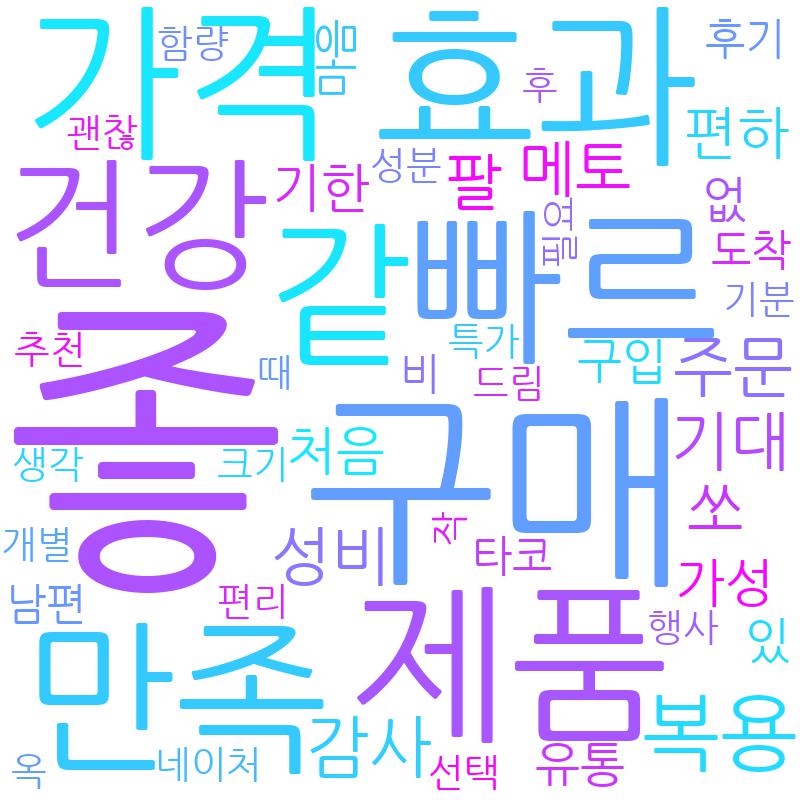 가격
함량
몸
효과
후
후기
괜찮
편하
건강
기한
성분
팔
메토
없
필여
도착
같
빠르
기분
좋
추천
때
비
특가
드림
구입
주문
생각
크기
처음
구매
기대
쏘
개별
성비
작
타코
가성
남편
편리
만족
제품
행사
있
감사
복용
옥
네이처
선택
유통